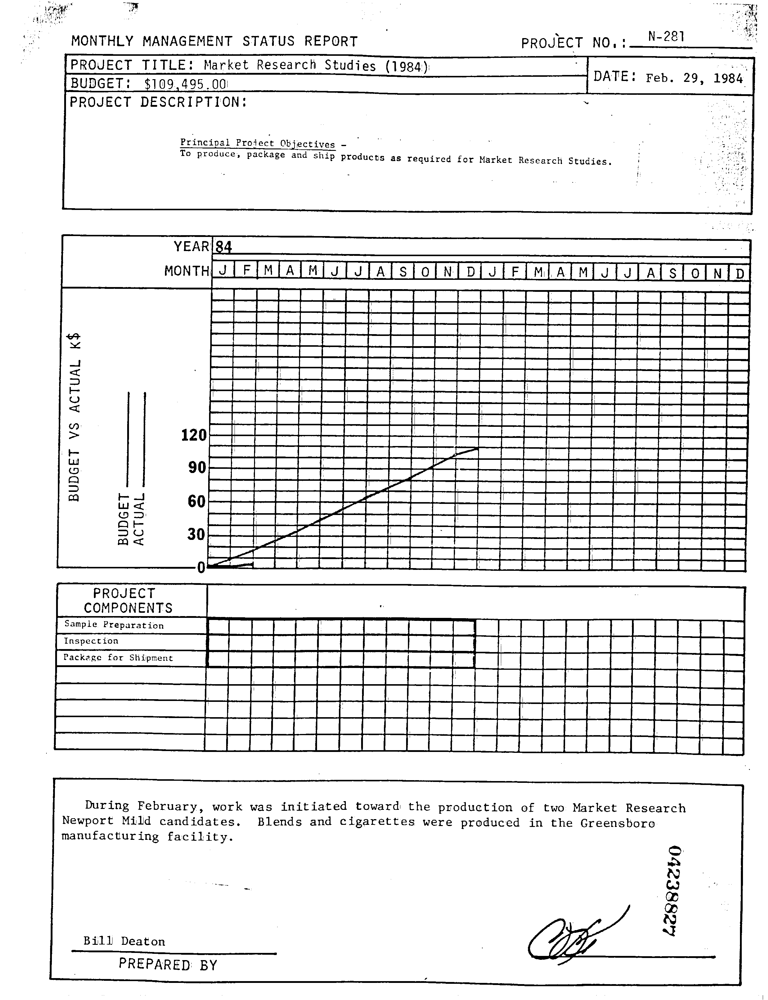 MONTHLY MANAGEMENT STATUS REPORT PROJECT NO.: N-281
PROJECT TITLE: Market Research Studies (1984)
BUDGET: $109,495.00
DATE: Feb. 29, 1984
PROJECT DESCRIPTION:
Principal Project Objectives -
To produce, package and ship products as required for Market Research Studies.
YEAR 84
MONTH J F M A M J J A S O N D J F M A M J J A S O N D
BUDGET VS ACTUAL K$
BUDGET
ACTUAL
120
90
60
30
0
PROJECT
COMPONENTS
Sample Preparation
Inspection
Package for Shipment
During February, work was initiated toward the production of two Market Research
Newport Mild candidates. Blends and cigarettes were produced in the Greensboro
manufacturing facility.
04238827
Bill Deaton
PREPARED BY